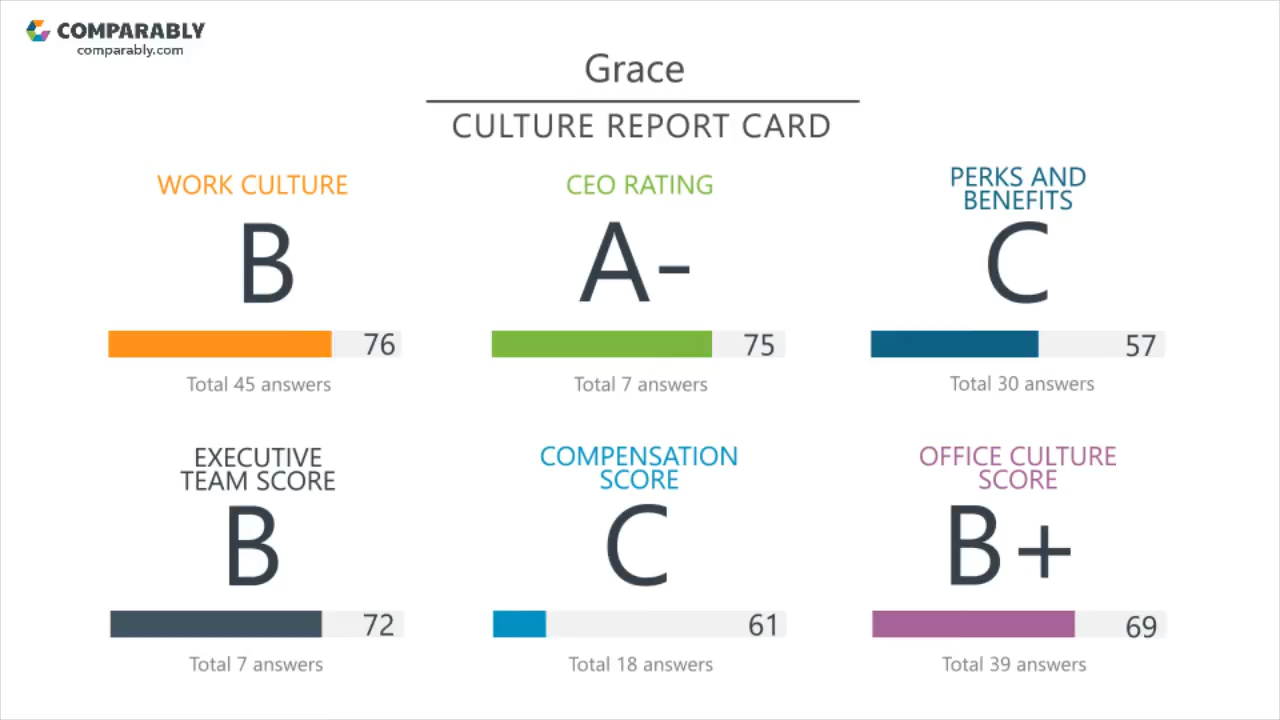 COMPARABLY
comparably.com
Grace
CULTURE REPORT CARD
WORK CULTURE
B
76
Total 45 answers
CEO RATING
A-
75
Total 7 answers
PERKS AND
BENEFITS
C
57
Total 30 answers
EXECUTIVE
TEAM SCORE
B
72
Total 7 answers
COMPENSATION
SCORE
C
61
Total 18 answers
OFFICE CULTURE
SCORE
B+
69
Total 39 answers